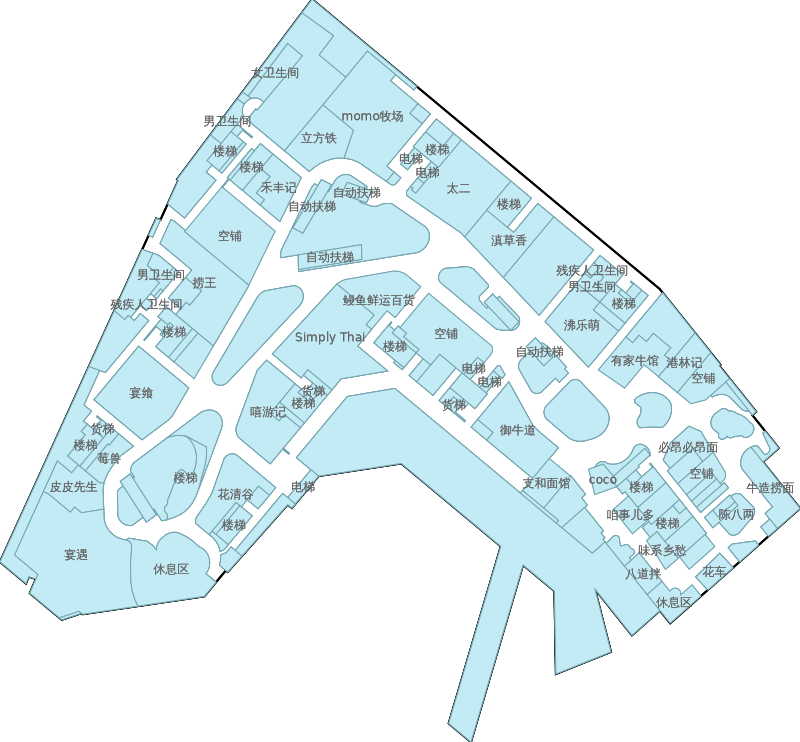 女卫生间
momo牧场
男卫生间
立方铁
楼梯
楼梯
楼梯
电梯
电梯
太二
禾丰记
自动扶梯
自动扶梯
楼梯
空铺
滇草香
自动扶梯
男卫生间
捞王
残疾人卫生间
男卫生间
残疾人卫生间
鳗鱼鲜运百货
楼梯
沸乐萌
楼梯
Simply Thai
空铺
楼梯
自动扶梯
有家牛馆
港林记
空铺
电梯
电梯
宴飨
货梯
楼梯
嘻游记
货梯
御牛道
货梯
楼梯
莓兽
必昂必昂面
空铺
楼梯
皮皮先生
电梯
花清谷
支和面馆
coco
楼梯
牛造捞面
咱事儿多
陈八两
楼梯
楼梯
宴遇
休息区
味系乡愁
八道拌
花车
休息区